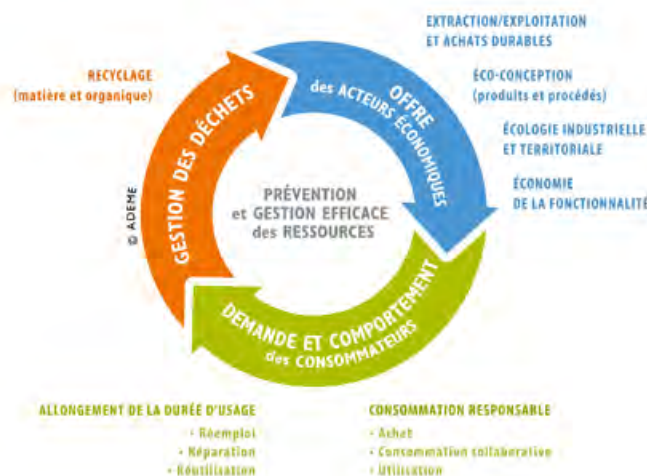 EXTRACTION/EXPLOITATION
ET ACHATS DURABLES
RECYCLAGE
(matière et organique)
ÉCO-CONCEPTION
(produits et procédés)
ÉCOLOGIE INDUSTRIELLE
ET TERRITORIALE
ÉCONOMIE
DE LA FONCTIONNALITÉ
OFFRE
des ACTEURS ÉCONOMIQUES
GESTION DES DÉCHETS
PRÉVENTION
et GESTION EFFICACE
des RESSOURCES
© ADEME
DEMANDE ET COMPORTEMENT
des CONSOMMATEURS
ALLONGEMENT DE LA DURÉE D'USAGE
• Réemploi
• Réparation
• Réutilisation
CONSOMMATION RESPONSABLE
• Achat
• Consommation collaborative
• Utilisation